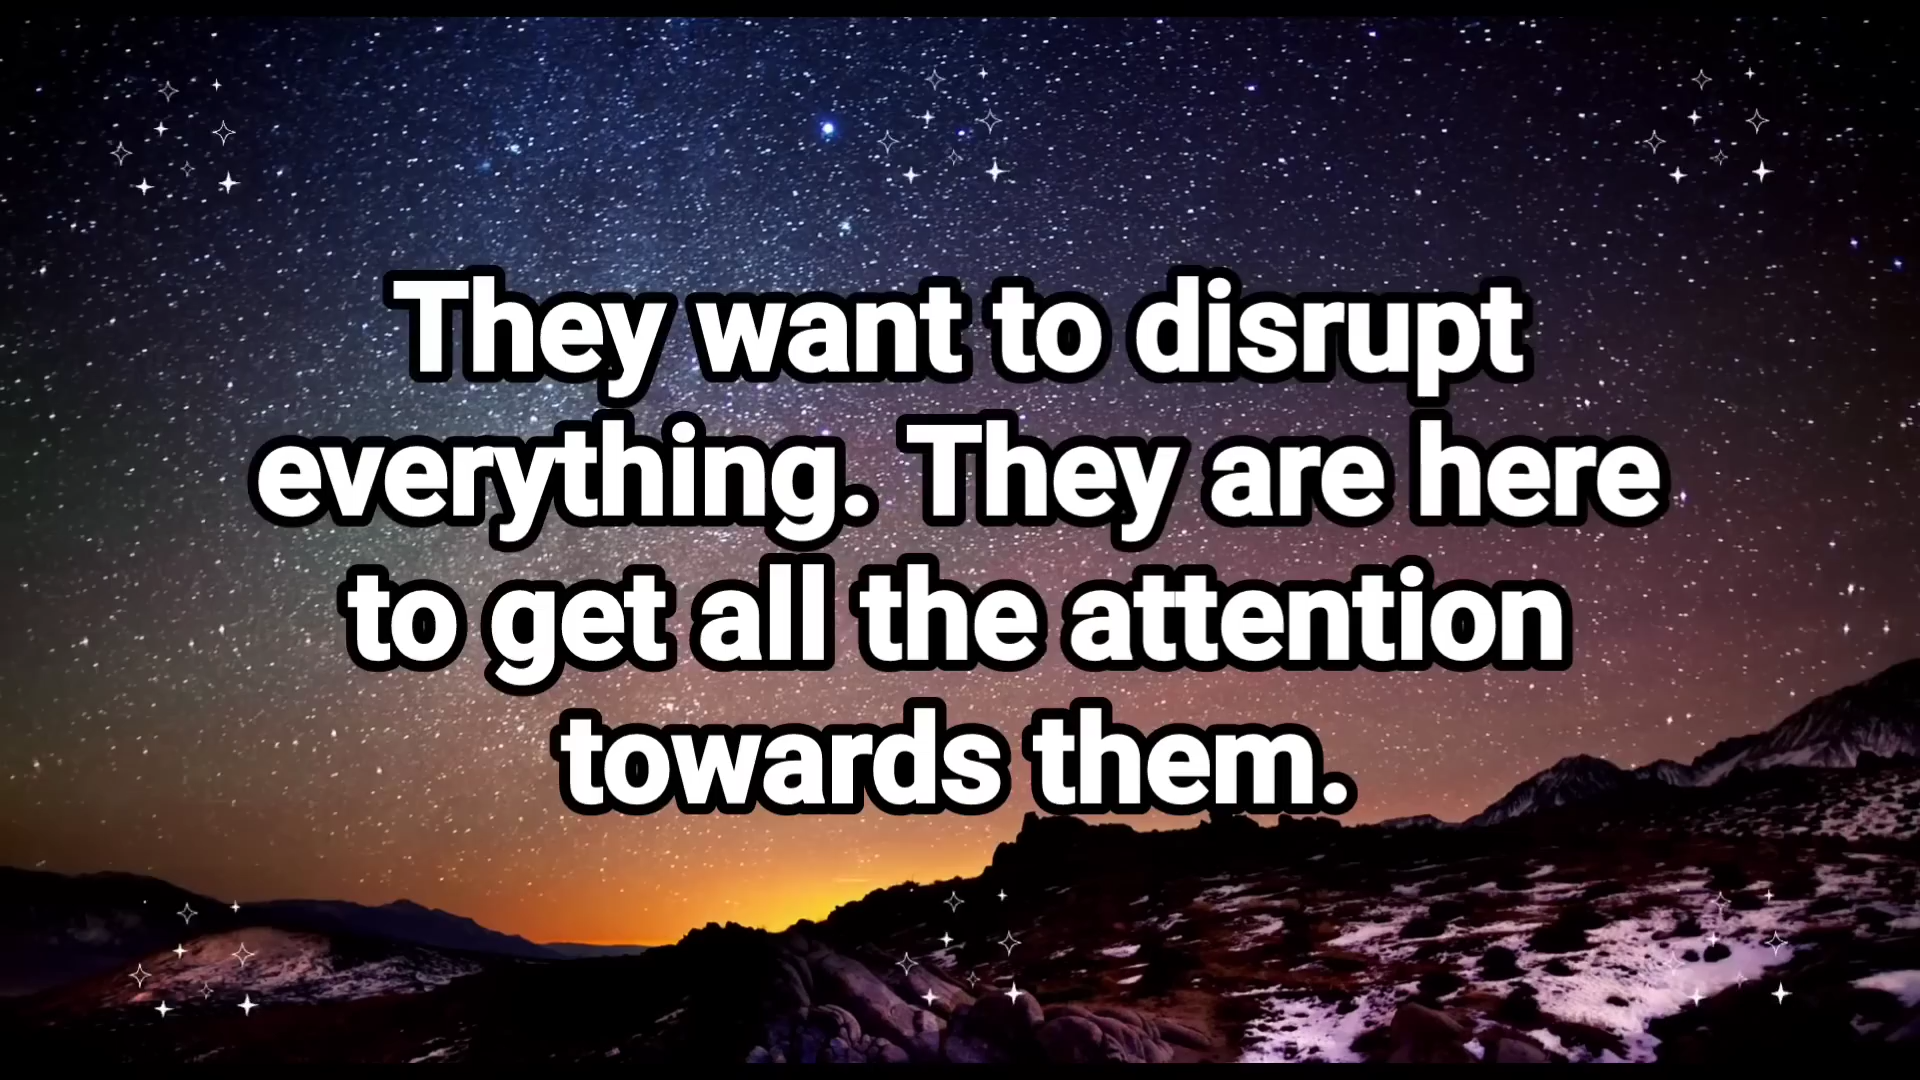 They want to disrupt
everything. They are here
to get all the attention
towards them.